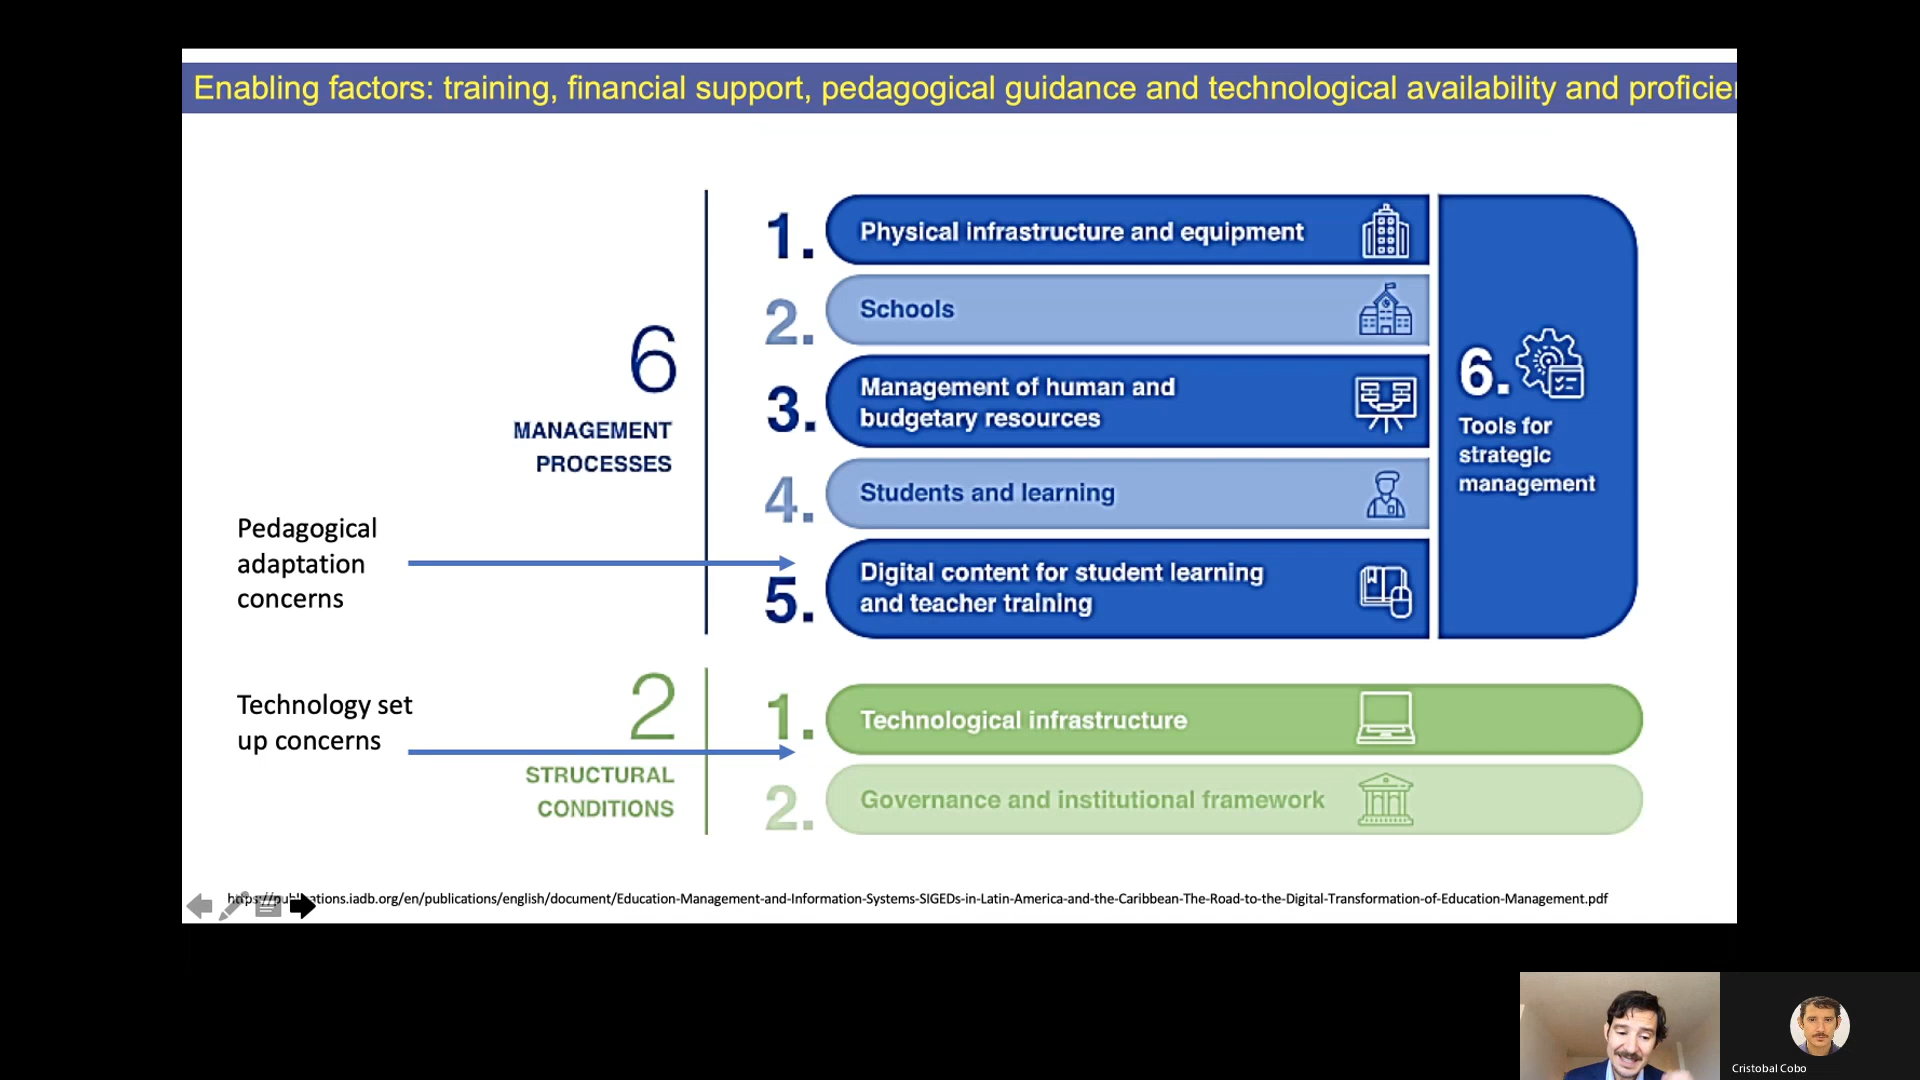 Enabling factors: training, financial support, pedagogical guidance and technological availability and
6
MANAGEMENT
PROCESSES
1.
Physical infrastructure and equipment
2.
Schools
3.
Management of human and
budgetary resources
4.
Students and learning
5.
Digital content for student learning
and teacher training
6.
Tools for
strategic
management
Pedagogical
adaptation
concerns
Technology set
up concerns
2
STRUCTURAL
CONDITIONS
1.
Technological infrastructure
2.
Governance and institutional framework
https://publications.iadb.org/en/publications/english/document/Education-Management-and-Information-Systems-SIGEDs-in-Latin-America-and-the-Caribbean-The-Road-to-the-Digital-Transformation-of-Education-Management.pdf
Cristobal Cobo